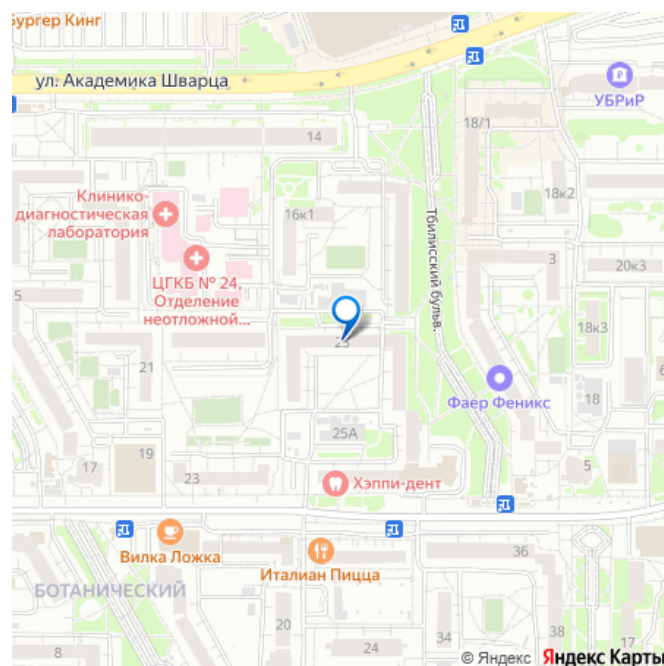 Бургер Кинг
ул. Академика Шварца
УБРиР
14
18/1
Клинико-
диагностическая
лаборатория
16к1
18к2
Тбилисский бульв.
ЦГКБ № 24,
Отделение
неотложной...
3
20к3
5
21
18к3
Фаер Феникс
18
25А
17
19
23
Хэппи-дент
5
Вилка Ложка
Италиан Пицца
36
БОТАНИЧЕСКИЙ
20
38
17
8
24
© Яндекс Яндекс Карты